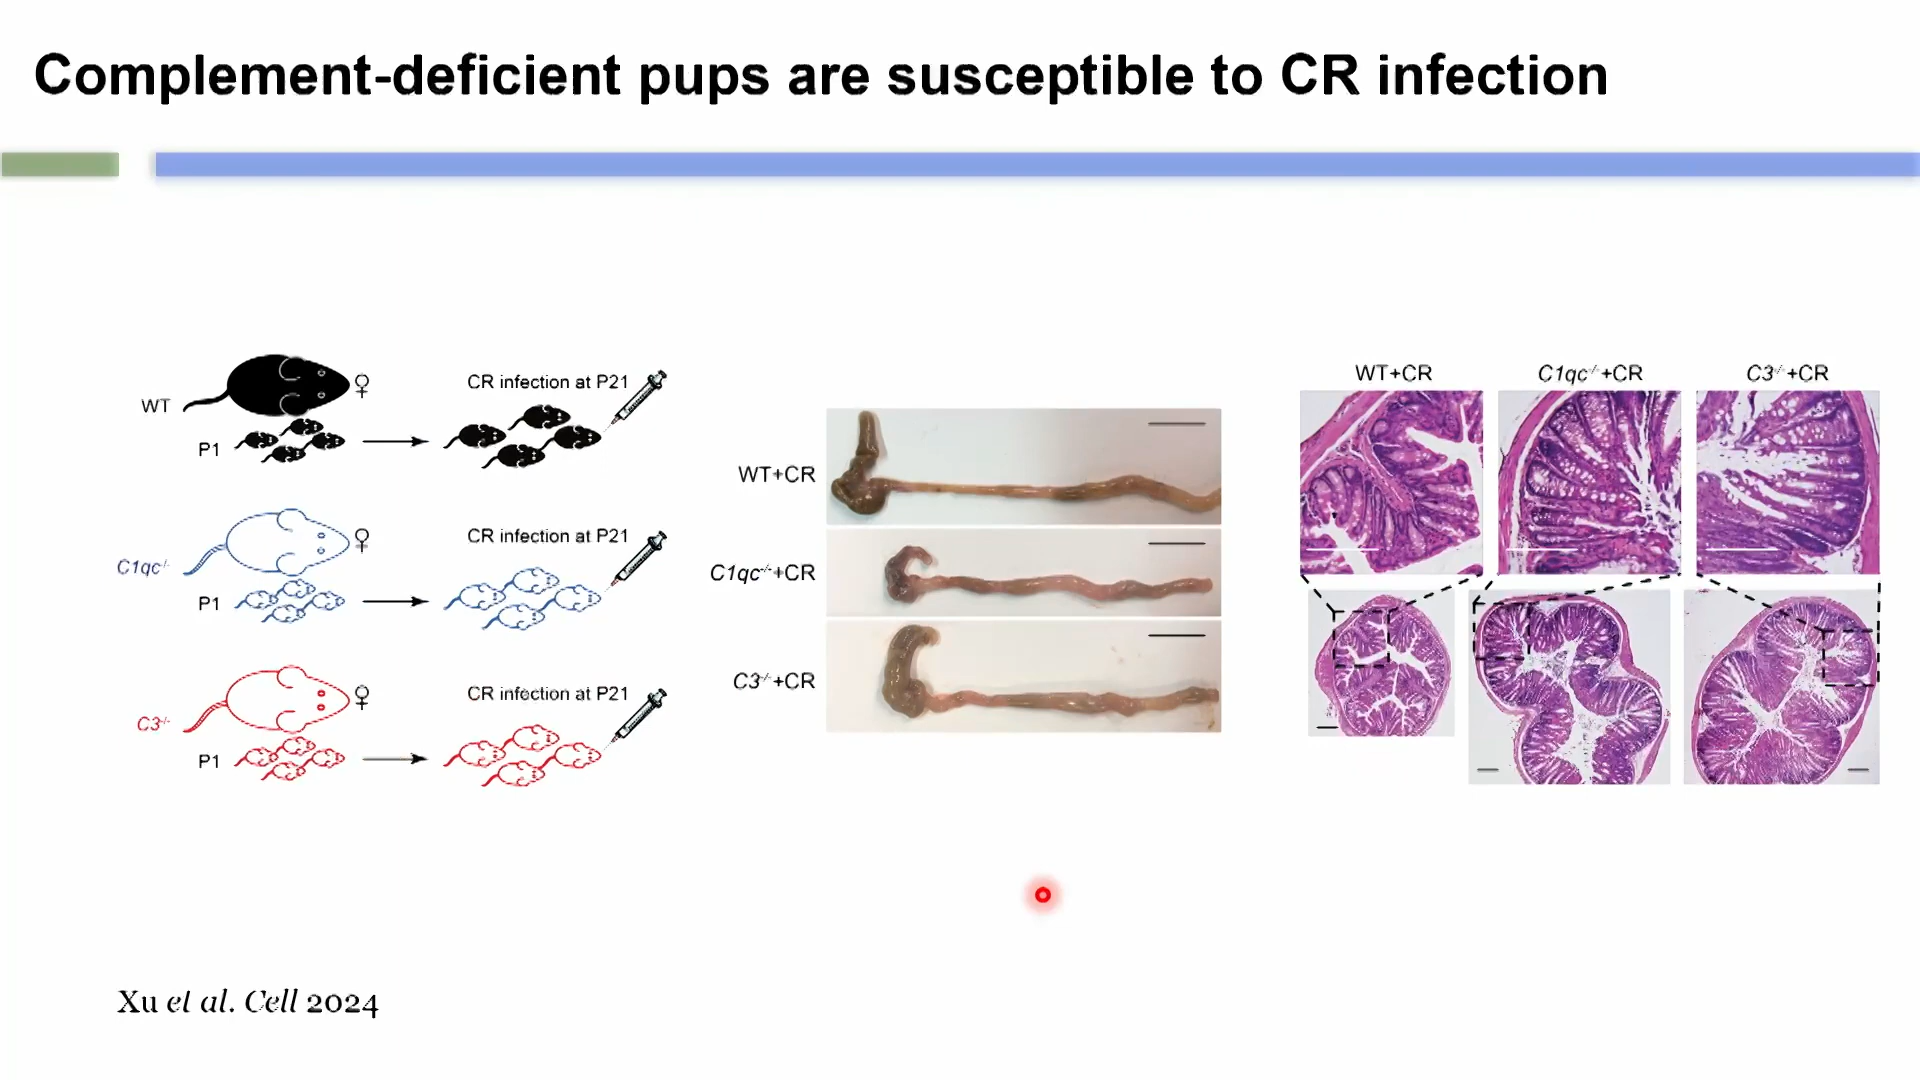 Complement-deficient pups are susceptible to CR infection
WT
P1
CR infection at P21
C1qc-/-
P1
CR infection at P21
C3-/-
P1
CR infection at P21
WT+CR
C1qc-/-+CR
C3-/-+CR
WT+CR
C1qc-/-+CR
C3-/-+CR
Xu et al. Cell 2024